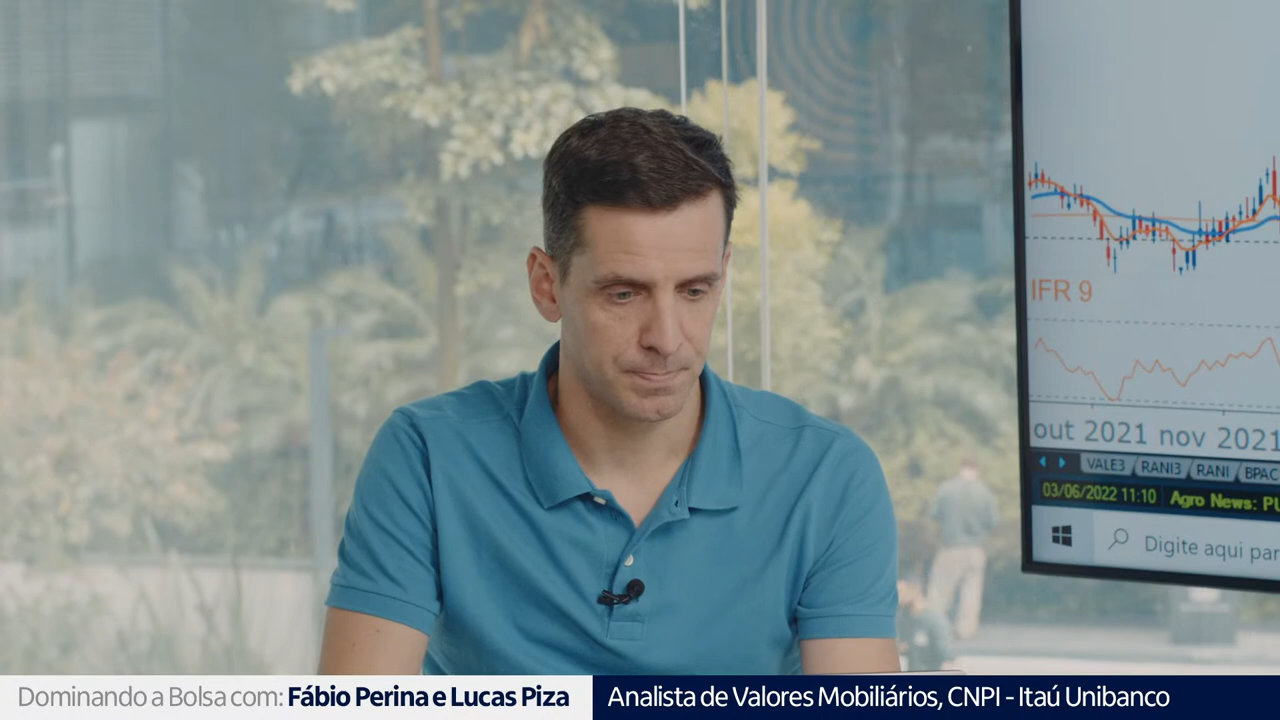 IFR 9
out 2021 nov 2021
VALE3 RANI3 RANI BPAC
03/06/2022 11:10 Agro News: PU
Digite aqui par
Dominando a Bolsa com: Fábio Perina e Lucas Piza
Analista de Valores Mobiliários, CNPI - Itaú Unibanco